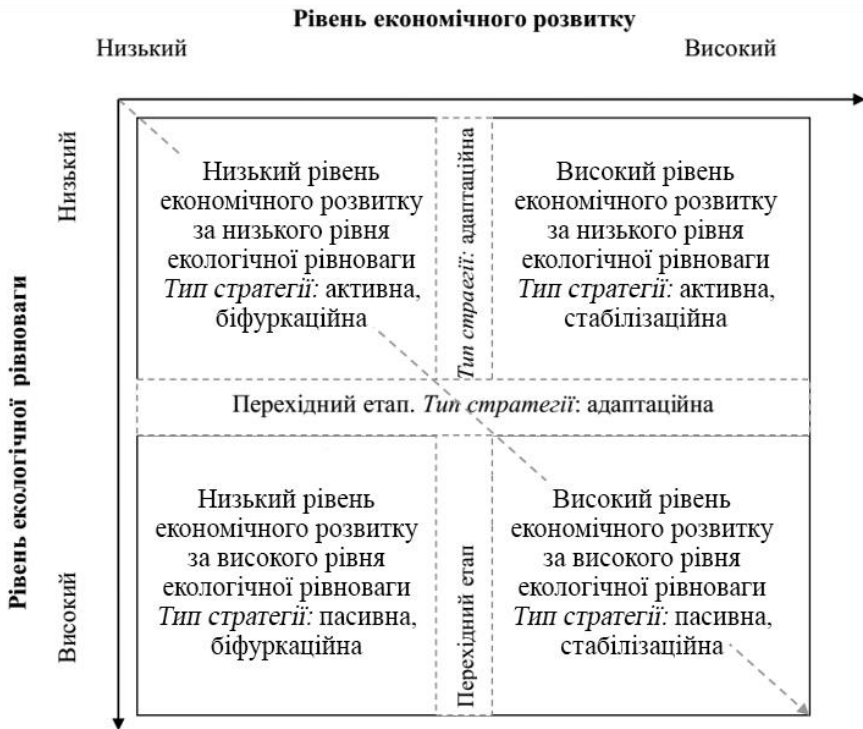 Рівень економічного розвитку
Низький
Високий
Рівень екологічної рівноваги
Низький
Високий
Низький рівень
економічного розвитку
за низького рівня
екологічної рівноваги
Тип стратегії: активна,
біфуркаційна
Тип страегії: адаптаційна
Високий рівень
економічного розвитку
за низького рівня
екологічної рівноваги
Тип стратегії: активна,
стабілізаційна
Перехідний етап. Тип стратегії: адаптаційна
Низький рівень
економічного розвитку
за високого рівня
екологічної рівноваги
Тип стратегії: пасивна,
біфуркаційна
Перехідний етап
Високий рівень
економічного розвитку
за високого рівня
екологічної рівноваги
Тип стратегії: пасивна,
стабілізаційна